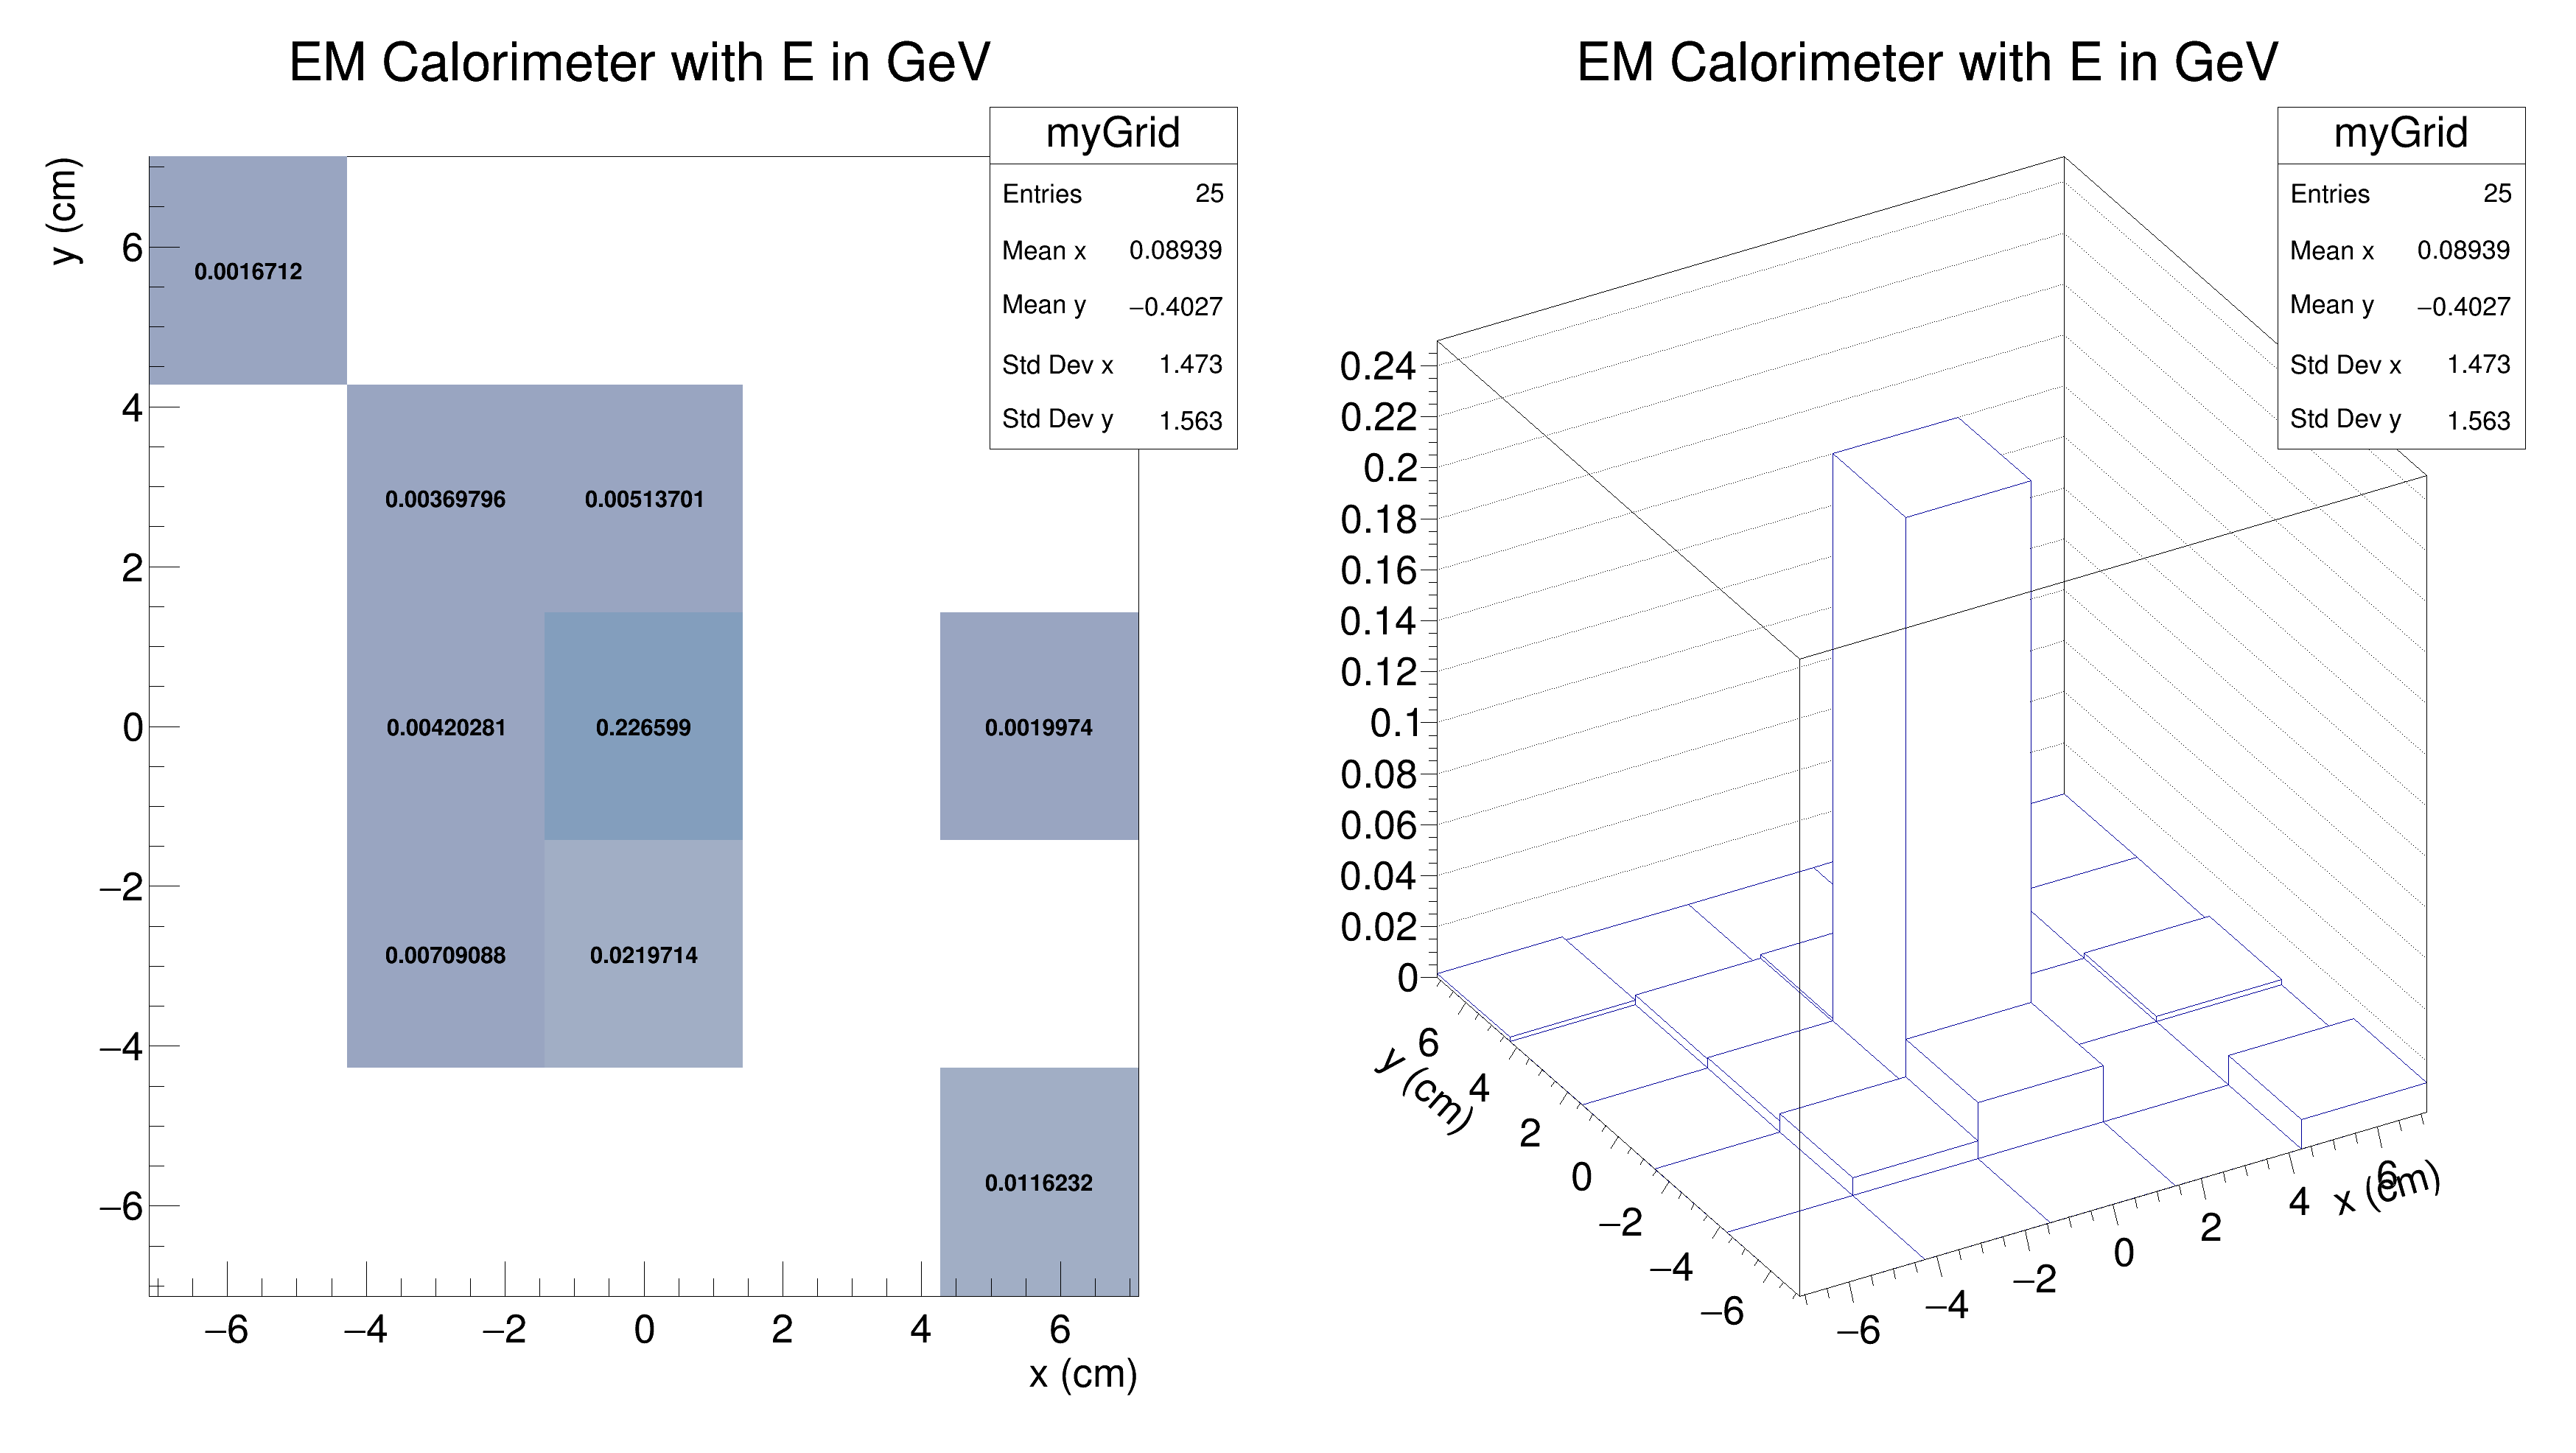 EM Calorimeter with E in GeV
myGrid
Entries 25
Mean x 0.08939
Mean y −0.4027
Std Dev x 1.473
Std Dev y 1.563
y (cm)
6
4
2
0
−2
−4
−6
0.0016712
0.00369796 0.00513701
0.00420281 0.226599 0.0019974
0.00709088 0.0219714
0.0116232
−6 −4 −2 0 2 4 6
x (cm)
EM Calorimeter with E in GeV
myGrid
Entries 25
Mean x 0.08939
Mean y −0.4027
Std Dev x 1.473
Std Dev y 1.563
0.24
0.22
0.2
0.18
0.16
0.14
0.12
0.1
0.08
0.06
0.04
0.02
0
y (cm)
6
4
2
0
−2
−4
−6
−6 −4 −2 0 2 4 6
x (cm)